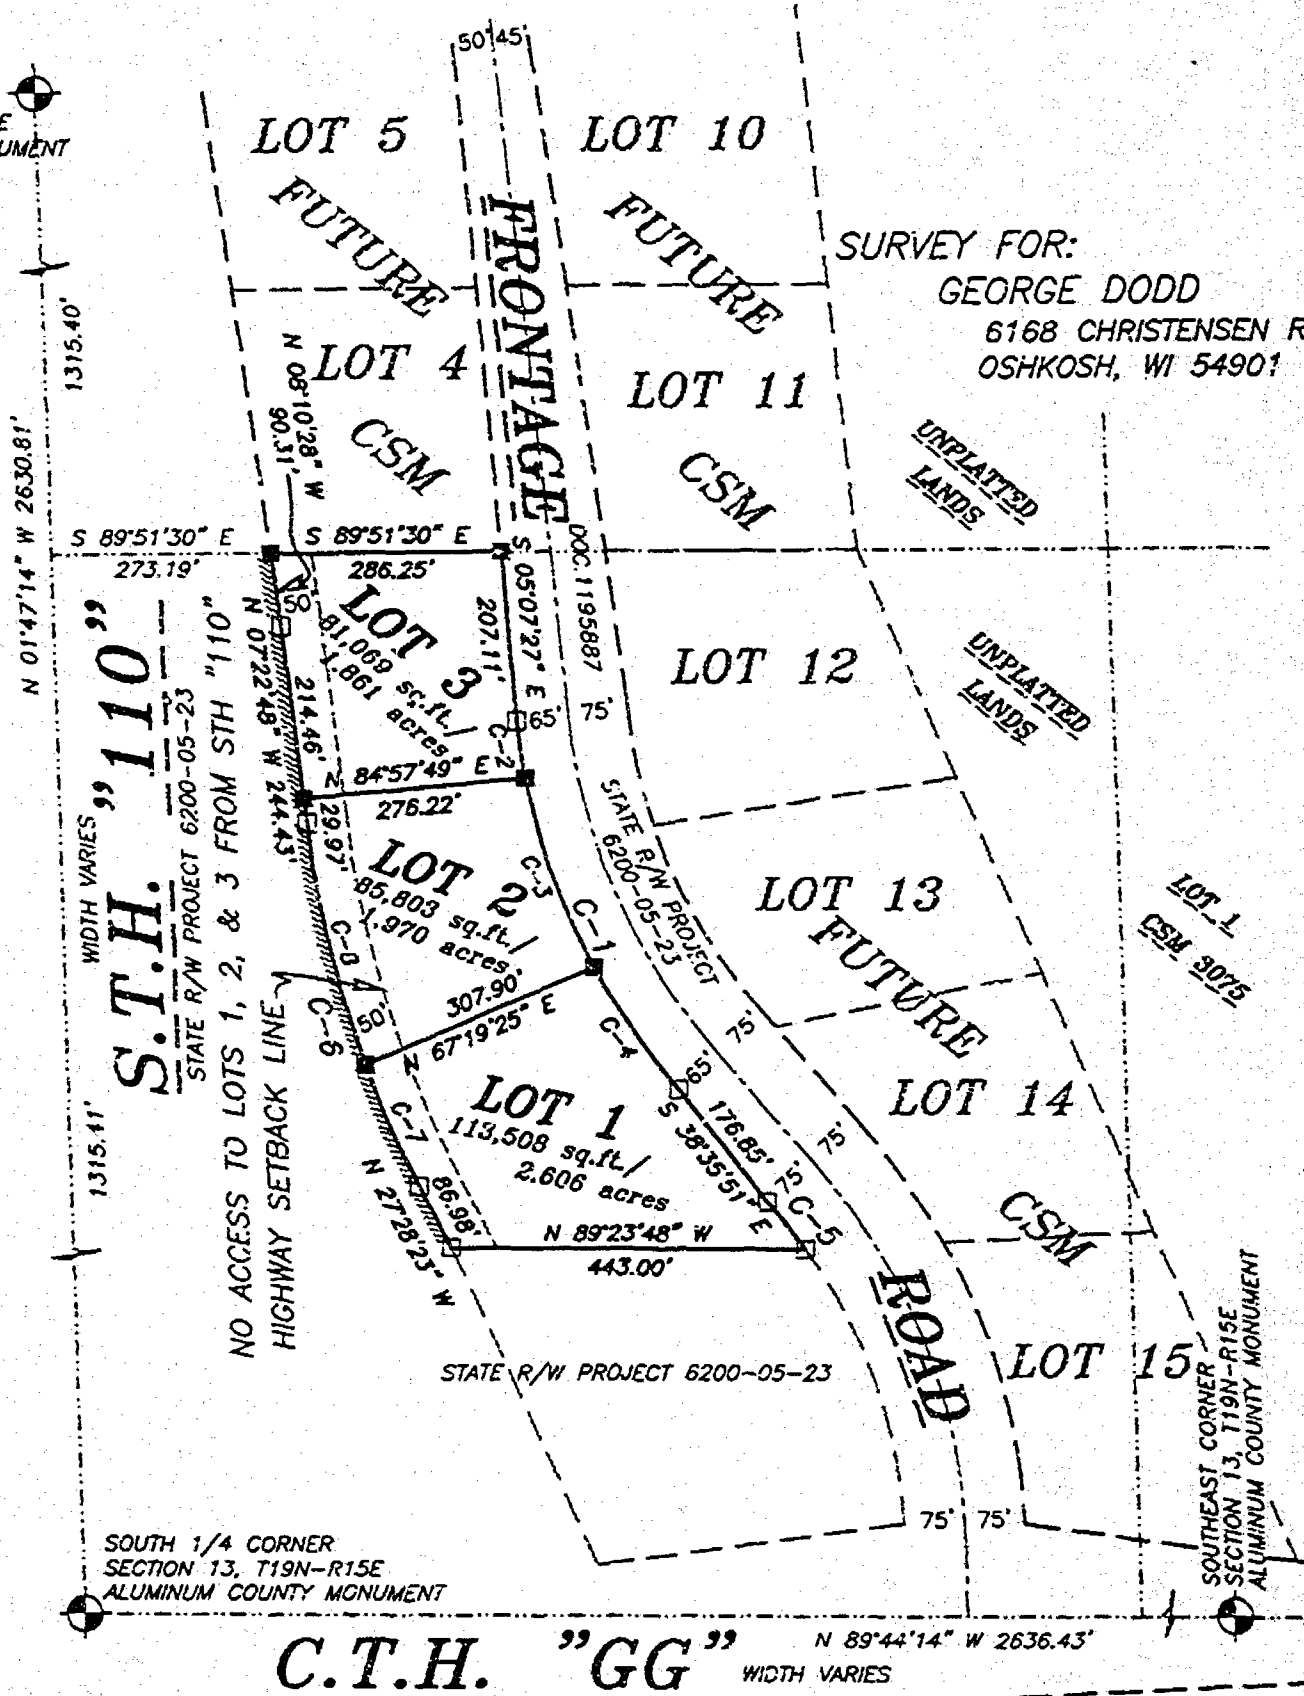 50' 45'
E
UMENT
LOT 5
LOT 10
FUTURE
FUTURE
FRONTAGE
SURVEY FOR:
GEORGE DODD
6168 CHRISTENSEN R
OSHKOSH, WI 54901
1315.40'
N 01°47'14" W 2630.81'
N 08°10'28" W
90.31'
LOT 4
LOT 11
CSM
CSM
UNPLATTED
LANDS
S 89°51'30" E
273.19'
S 89°51'30" E
286.25'
DOC. 1195887
50'
LOT 3
81,069 sq.ft./
1.861 acres
S 05°07'27" E
207.11'
65' 75'
LOT 12
UNPLATTED
LANDS
N 07°22'48" W 244.43'
214.46'
C-2
N 84°57'49" E
276.22'
29.97'
S.T.H. "110"
WIDTH VARIES
STATE R/W PROJECT 6200-05-23
NO ACCESS TO LOTS 1, 2, & 3 FROM STH "110"
HIGHWAY SETBACK LINE
STATE R/W PROJECT
6200-05-23
LOT 2
85,803 sq.ft./
1.970 acres
C-3
C-1
C-8
C-6
50'
307.90'
N 67°19'25" E
LOT 13
FUTURE
LOT 1
CSM 3075
C-4
75'
65'
LOT 14
LOT 1
113,508 sq.ft./
2.606 acres
C-7
176.85'
S 38°35'51" E
75'
75'
C-5
1315.41'
N 27°28'23" W
86.98'
N 89°23'48" W
443.00'
CSM
ROAD
STATE R/W PROJECT 6200-05-23
LOT 15
SOUTHEAST CORNER
SECTION 13, T19N-R15E
ALUMINUM COUNTY MONUMENT
75' 75'
SOUTH 1/4 CORNER
SECTION 13, T19N-R15E
ALUMINUM COUNTY MONUMENT
C.T.H. "GG"
WIDTH VARIES
N 89°44'14" W 2636.43'